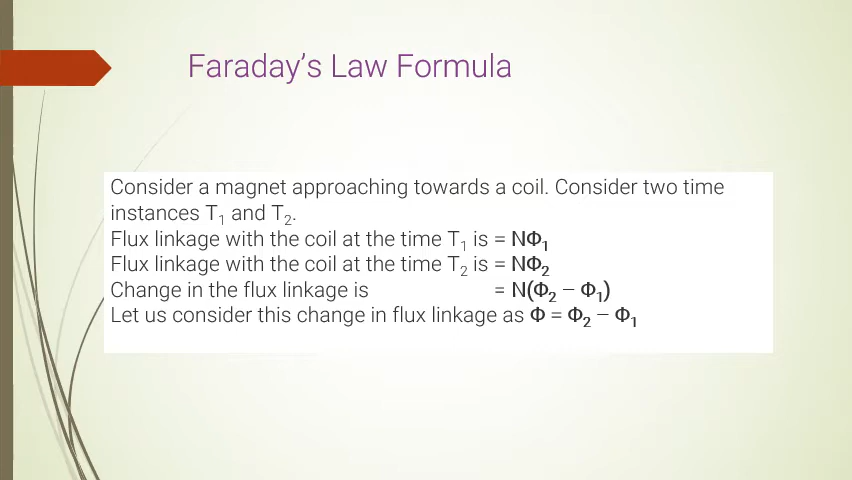 Faraday’s Law Formula
Consider a magnet approaching towards a coil. Consider two time
instances T₁ and T₂.
Flux linkage with the coil at the time T₁ is = NΦ₁
Flux linkage with the coil at the time T₂ is = NΦ₂
Change in the flux linkage is = N(Φ₂ – Φ₁)
Let us consider this change in flux linkage as Φ = Φ₂ – Φ₁